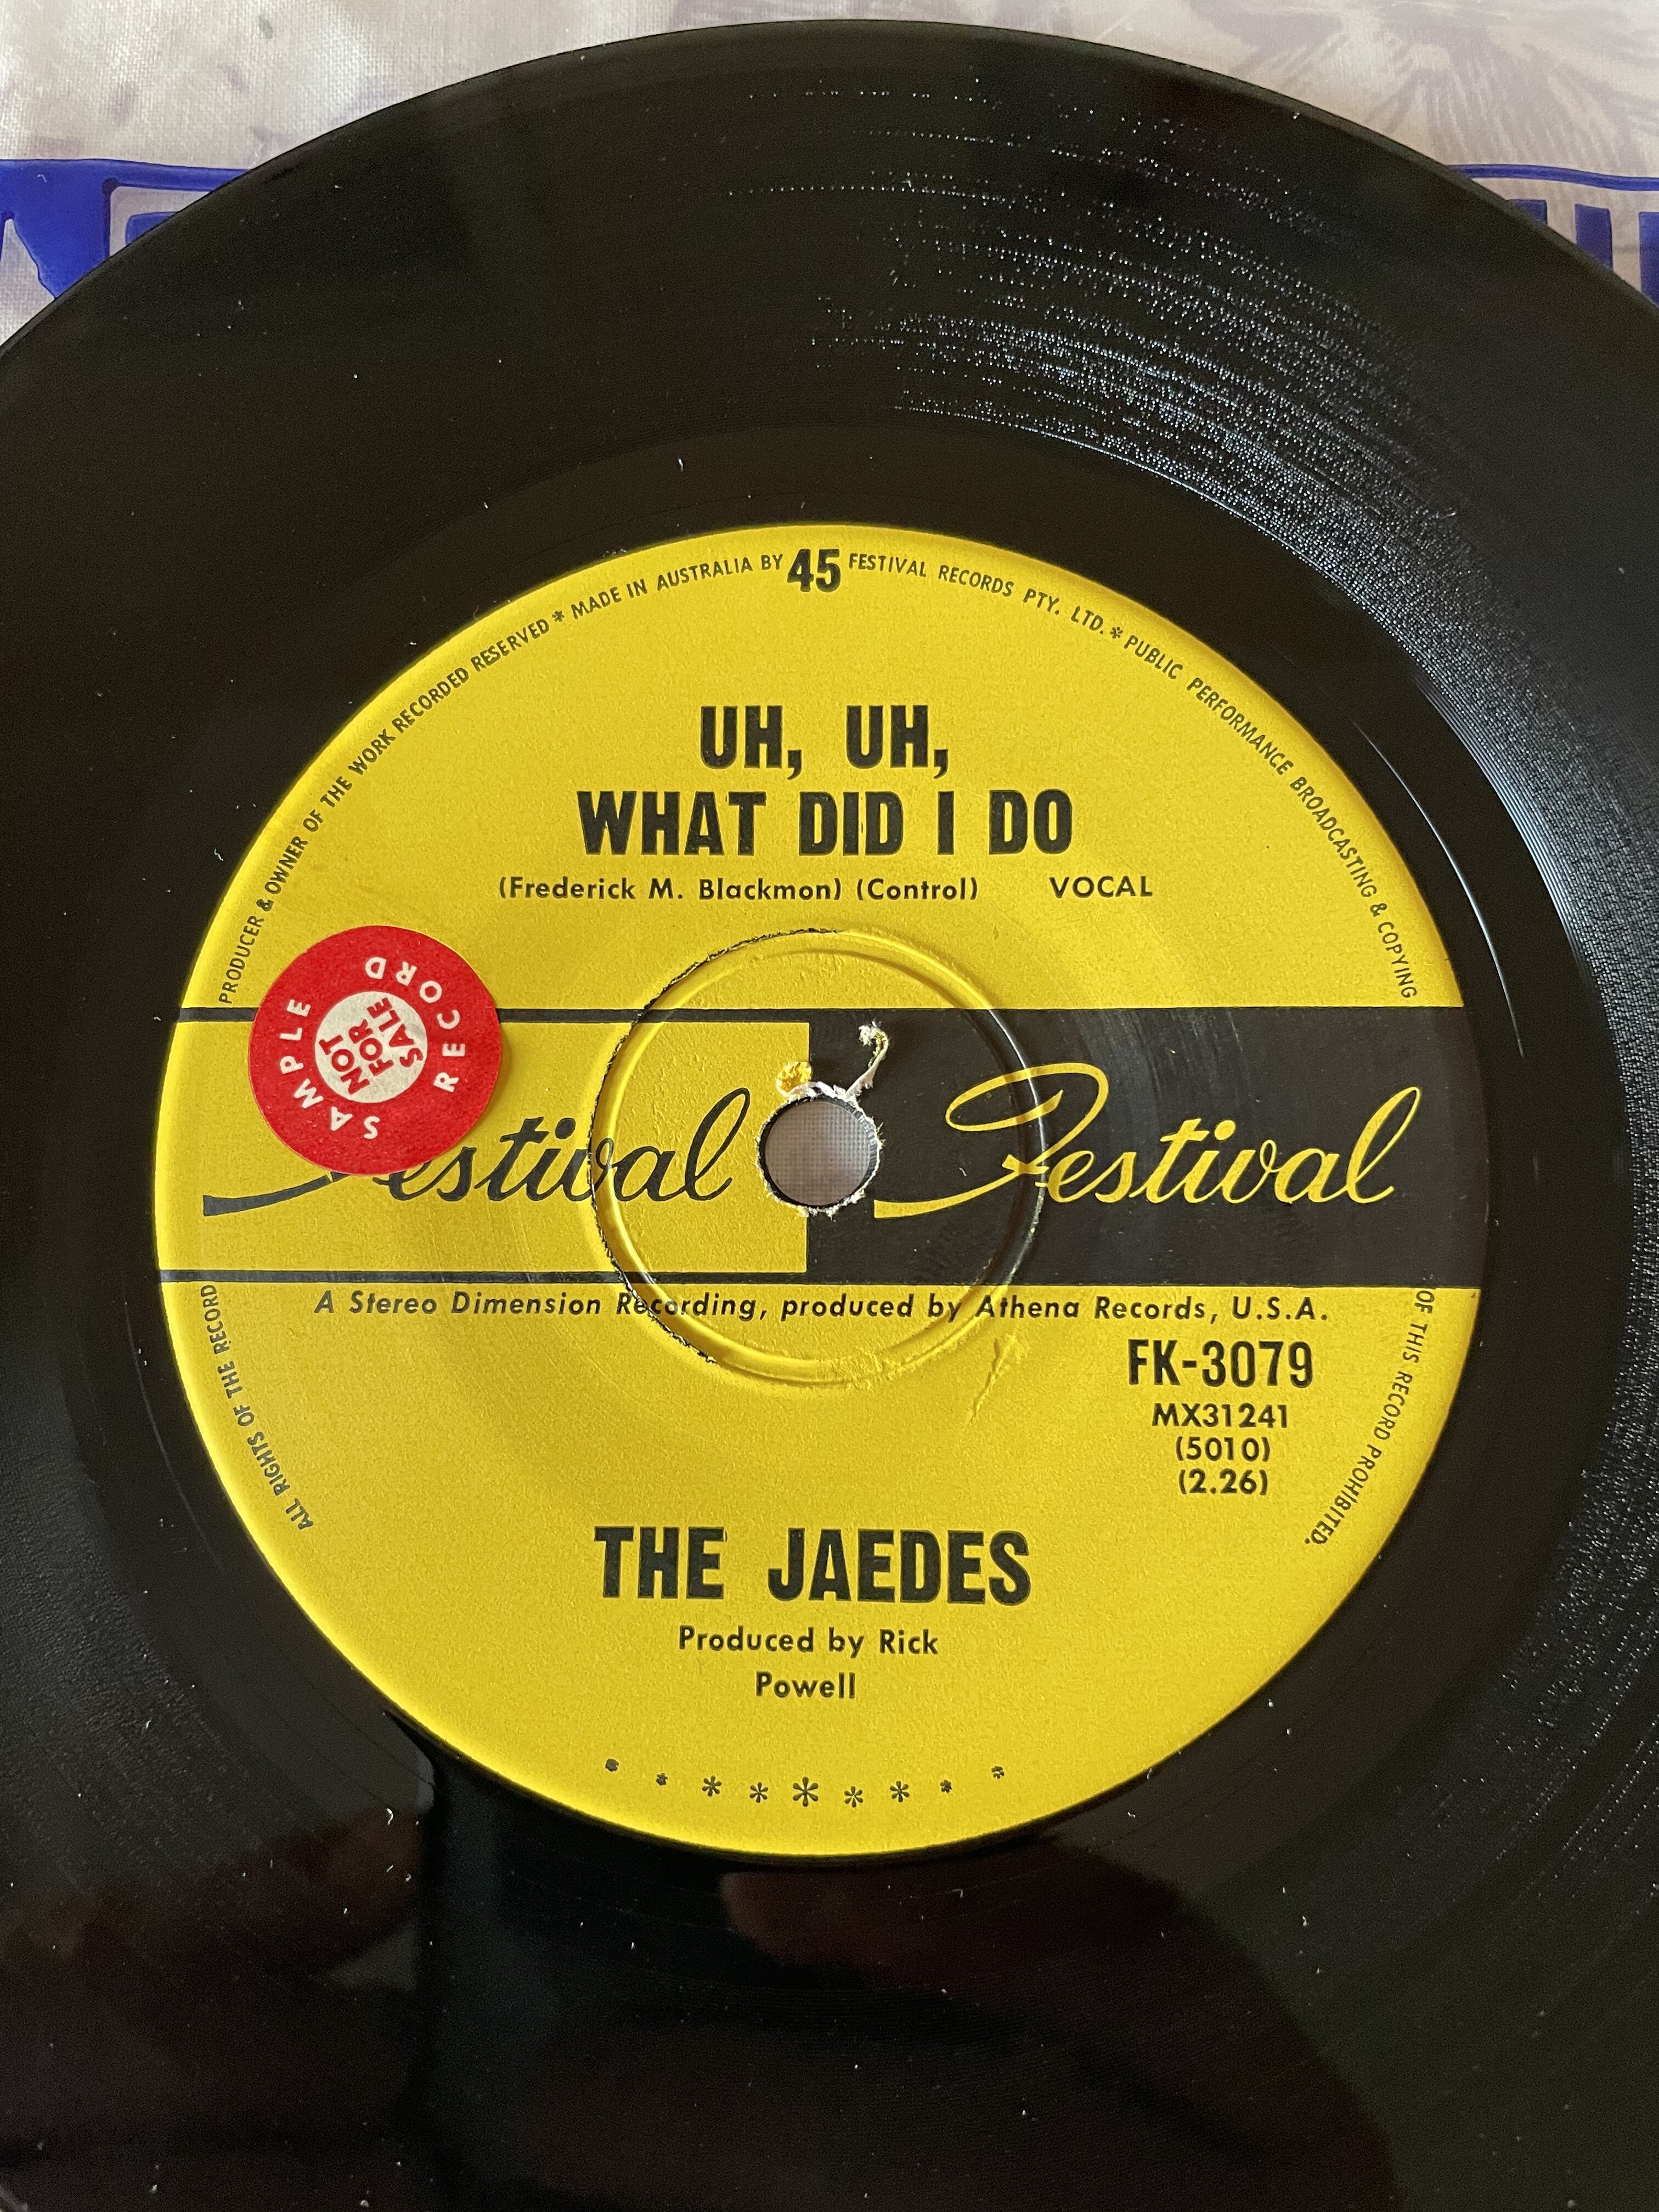 PRODUCER & OWNER OF THE WORK RECORDED RESERVED * MADE IN AUSTRALIA BY 45 FESTIVAL RECORDS PTY. LTD. * PUBLIC PERFORMANCE BROADCASTING & COPYING
UH, UH,
WHAT DID I DO
(Frederick M. Blackmon) (Control) VOCAL
SAMPLE RECORD
NOT
FOR
SALE
Festival Festival
A Stereo Dimension Recording, produced by Athena Records, U.S.A.
FK-3079
MX31241
(5010)
(2.26)
ALL RIGHTS OF THE RECORD
OF THIS RECORD PROHIBITED.
THE JAEDES
Produced by Rick
Powell